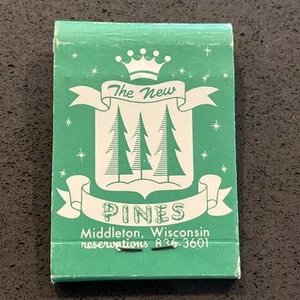 The New
PINES
Middleton, Wisconsin
reservations 836-3601